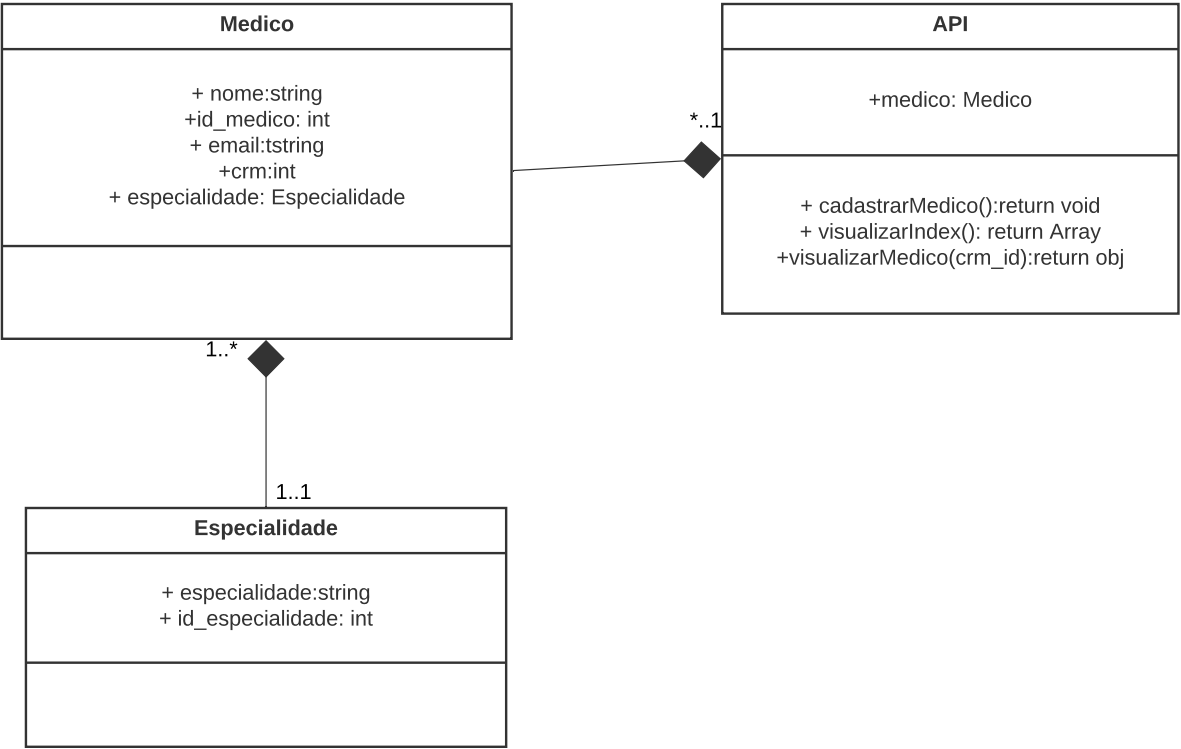 Medico
+ nome:string
+id_medico: int
+ email:tstring
+crm:int
+ especialidade: Especialidade
API
+medico: Medico
*..1
+ cadastrarMedico():return void
+ visualizarIndex(): return Array
+visualizarMedico(crm_id):return obj
1..*
1..1
Especialidade
+ especialidade:string
+ id_especialidade: int